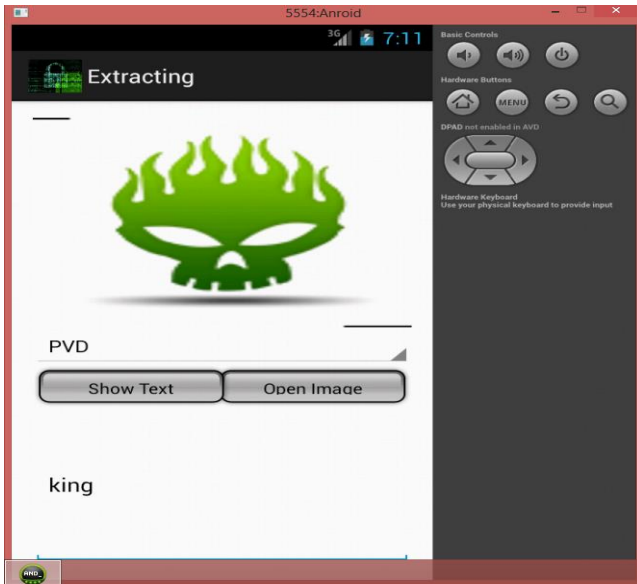 5554:Anroid
3G 7:11
Extracting
PVD
Show Text
Open Image
king
Basic Controls
Hardware Buttons
MENU
DPAD not enabled in AVD
Hardware Keyboard
Use your physical keyboard to provide input
AND_